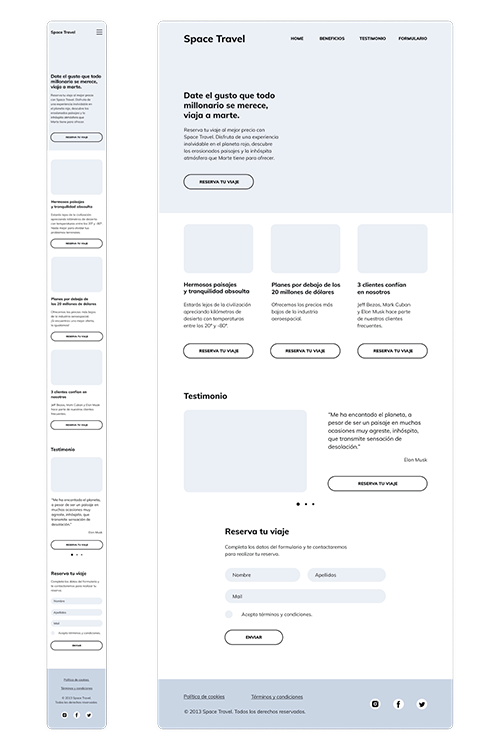 Space Travel
Date el gusto que todo
millonario se merece,
viaja a marte.
Reserva tu viaje al mejor precio
con Space Travel. Disfruta de
una experiencia inolvidable en
el planeta rojo, descubre los
erosionados paisajes y la
inhóspita atmósfera que
Marte tiene para ofrecer.
RESERVA TU VIAJE
Hermosos paisajes
y tranquilidad absoluta
Estarás lejos de la civilización
apreciando kilómetros de desierto
con temperaturas entre los 20° y -60°.
RESERVA TU VIAJE
Planes por debajo de
los 20 millones de dólares
Ofrecemos los precios más bajos
de la industria aeroespacial.
RESERVA TU VIAJE
3 clientes confían en
nosotros
Jeff Bezos, Mark Cuban y Elon Musk
hace parte de nuestros clientes
frecuentes.
RESERVA TU VIAJE
Testimonio
"Me ha encantado el planeta,
a pesar de ser un paisaje
en muchas ocasiones muy
agreste, inhóspito, que
transmite sensación de
desolación."
Elon Musk
RESERVA TU VIAJE
Reserva tu viaje
Completa los datos del formulario y
te contactaremos para realizar tu
reserva.
Nombre
Apellidos
Mail
Acepto términos y condiciones.
ENVIAR
Política de cookies
Términos y condiciones
© 2013 Space Travel.
Todos los derechos reservados.
Space Travel
HOME BENEFICIOS TESTIMONIO FORMULARIO
Date el gusto que todo
millonario se merece,
viaja a marte.
Reserva tu viaje al mejor precio con
Space Travel. Disfruta de una experiencia
inolvidable en el planeta rojo, descubre
los erosionados paisajes y la inhóspita
atmósfera que Marte tiene para ofrecer.
RESERVA TU VIAJE
Hermosos paisajes
y tranquilidad absoluta
Estarás lejos de la civilización
apreciando kilómetros de
desierto con temperaturas
entre los 20° y -60°.
RESERVA TU VIAJE
Planes por debajo de los
20 millones de dólares
Ofrecemos los precios más
bajos de la industria
aeroespacial.
RESERVA TU VIAJE
3 clientes confían
en nosotros
Jeff Bezos, Mark Cuban
y Elon Musk hace parte
de nuestros clientes
frecuentes.
RESERVA TU VIAJE
Testimonio
"Me ha encantado el planeta, a
pesar de ser un paisaje en muchas
ocasiones muy agreste, inhóspito,
que transmite sensación de
desolación."
Elon Musk
RESERVA TU VIAJE
Reserva tu viaje
Completa los datos del formulario y te contactaremos
para realizar tu reserva.
Nombre Apellidos
Mail
Acepto términos y condiciones.
ENVIAR
Política de cookies Términos y condiciones
© 2013 Space Travel. Todos los derechos reservados.